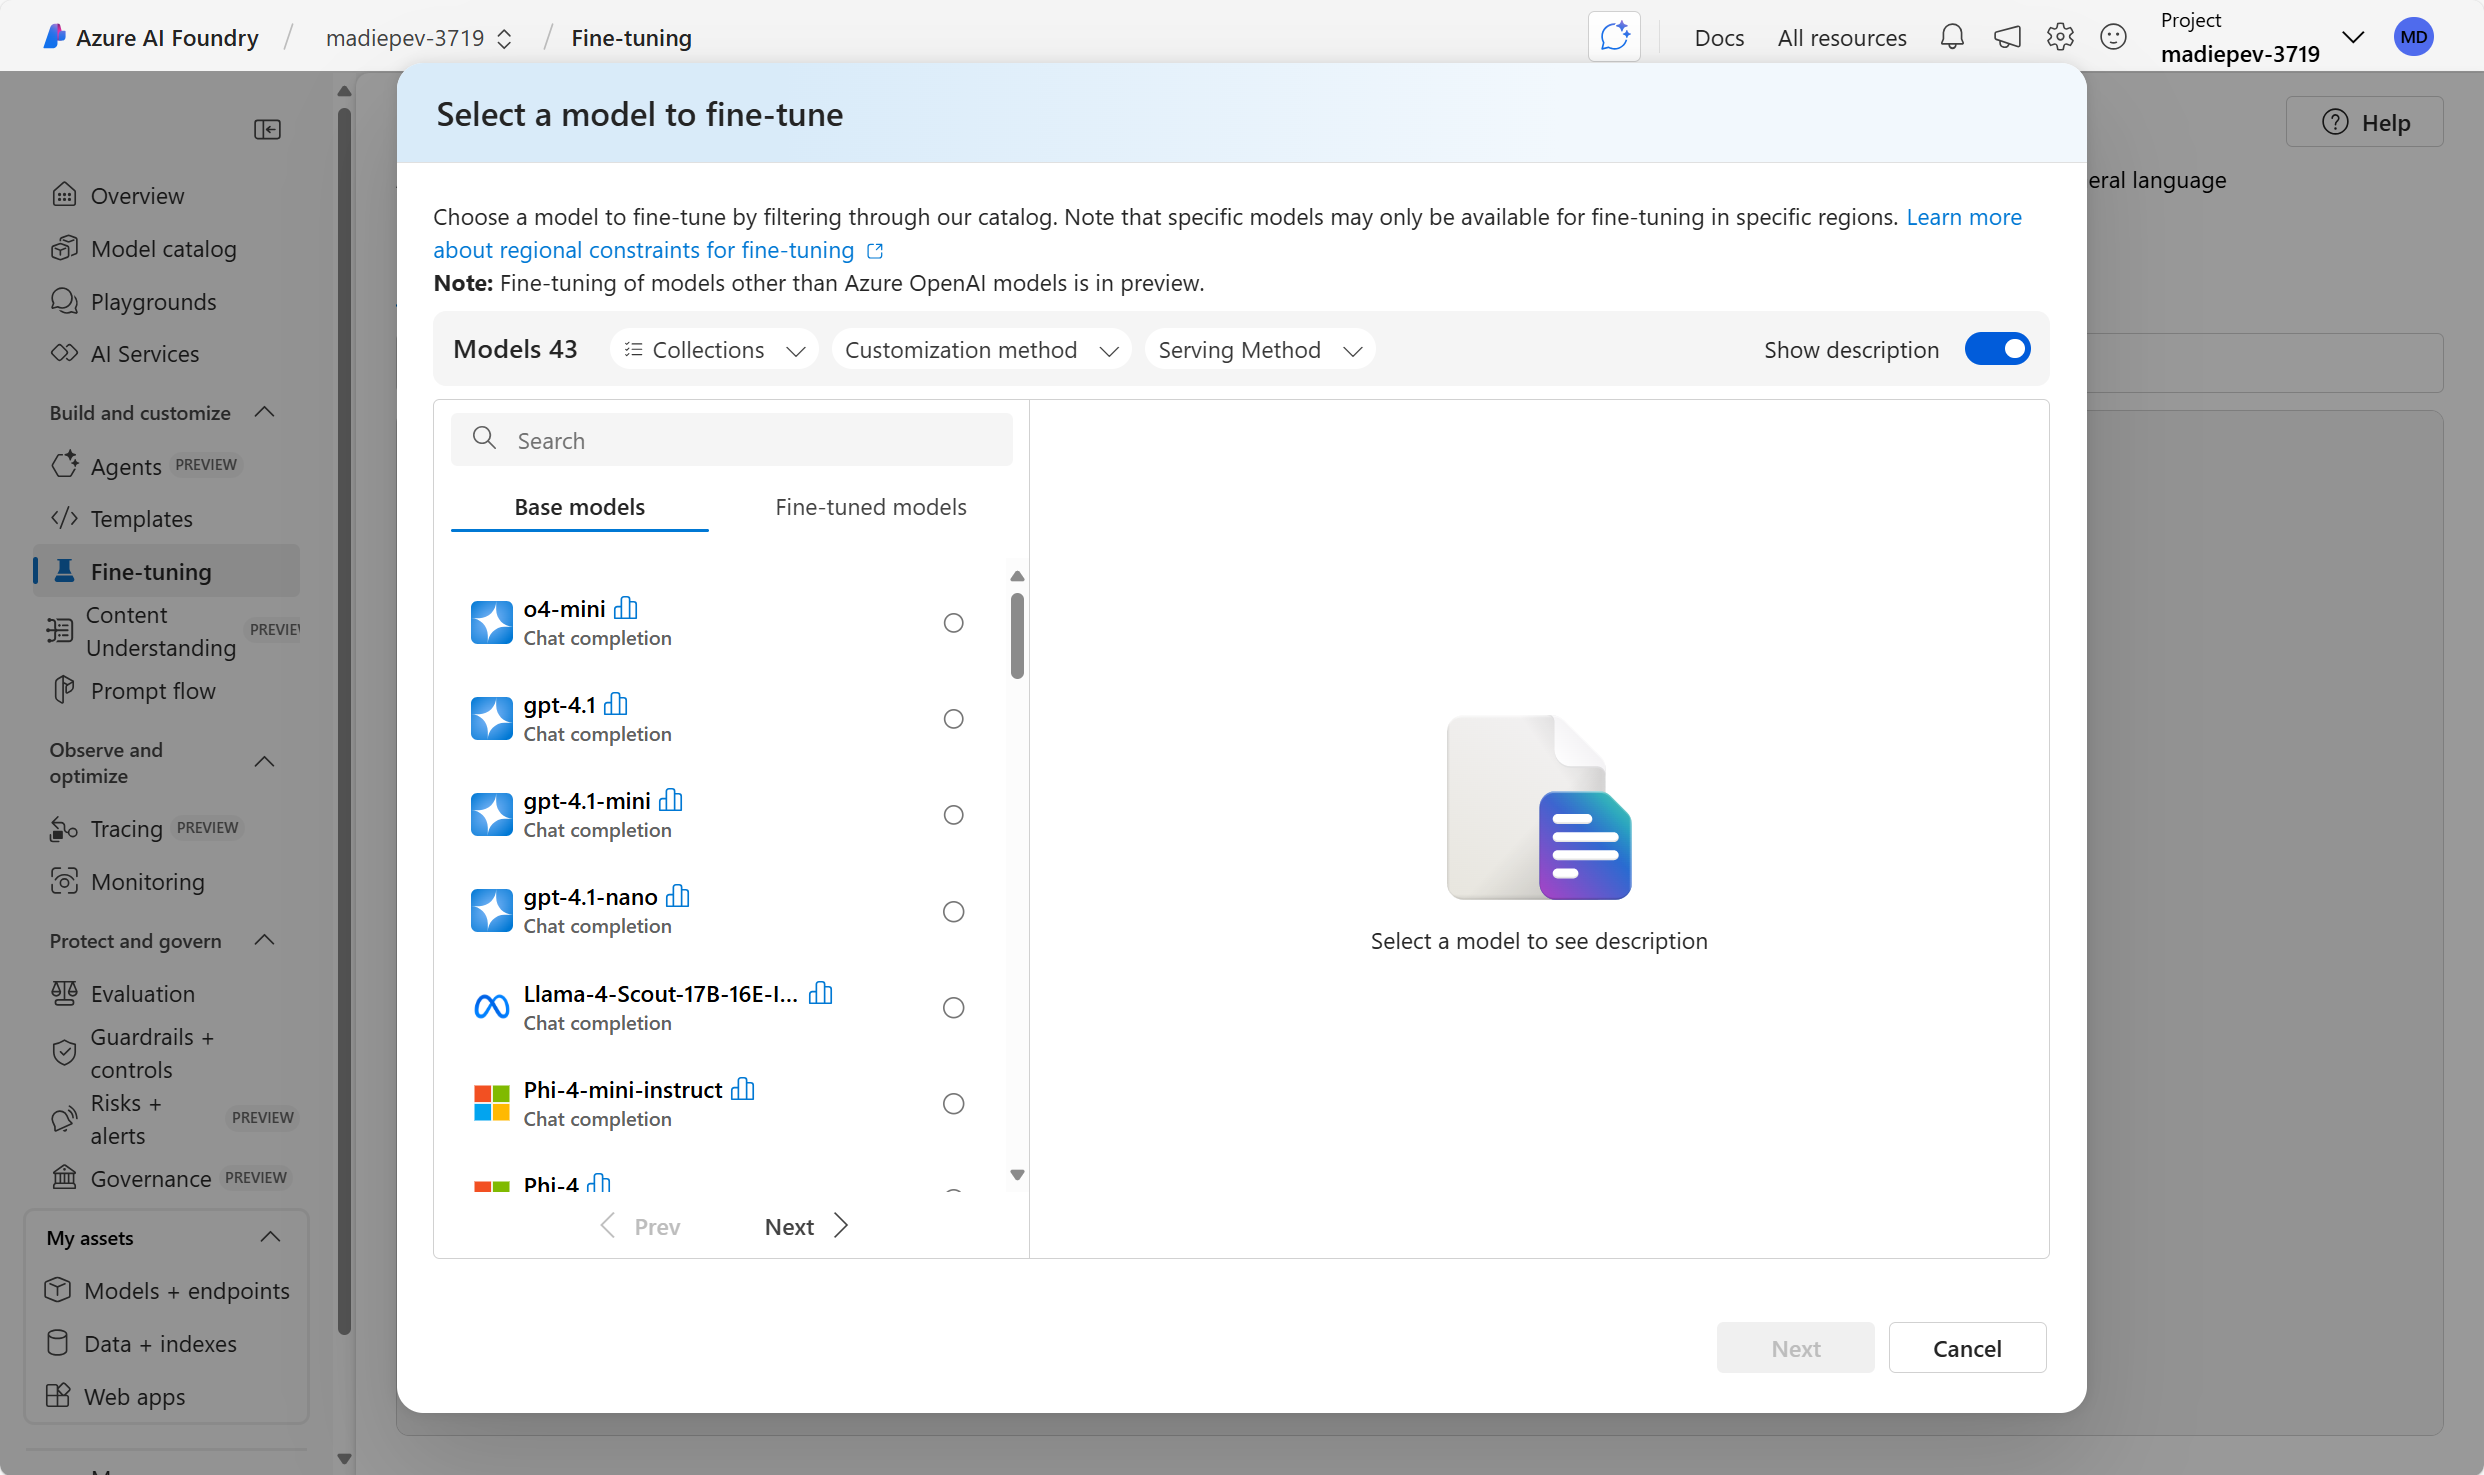 Azure AI Foundry / madiepev-3719 / Fine-tuning
Docs
All resources
Project
madiepev-3719
MD
Help
eral language
Overview
Model catalog
Playgrounds
AI Services
Build and customize
Agents PREVIEW
Templates
Fine-tuning
Content
Understanding
PREVIEW
Prompt flow
Observe and
optimize
Tracing PREVIEW
Monitoring
Protect and govern
Evaluation
Guardrails +
controls
Risks +
alerts
PREVIEW
Governance PREVIEW
My assets
Models + endpoints
Data + indexes
Web apps
Select a model to fine-tune
Choose a model to fine-tune by filtering through our catalog. Note that specific models may only be available for fine-tuning in specific regions. Learn more
about regional constraints for fine-tuning
Note: Fine-tuning of models other than Azure OpenAI models is in preview.
Models 43
Collections
Customization method
Serving Method
Show description
Search
Base models
Fine-tuned models
o4-mini
Chat completion
gpt-4.1
Chat completion
gpt-4.1-mini
Chat completion
gpt-4.1-nano
Chat completion
Llama-4-Scout-17B-16E-I...
Chat completion
Phi-4-mini-instruct
Chat completion
Phi-4
Prev
Next
Select a model to see description
Next
Cancel